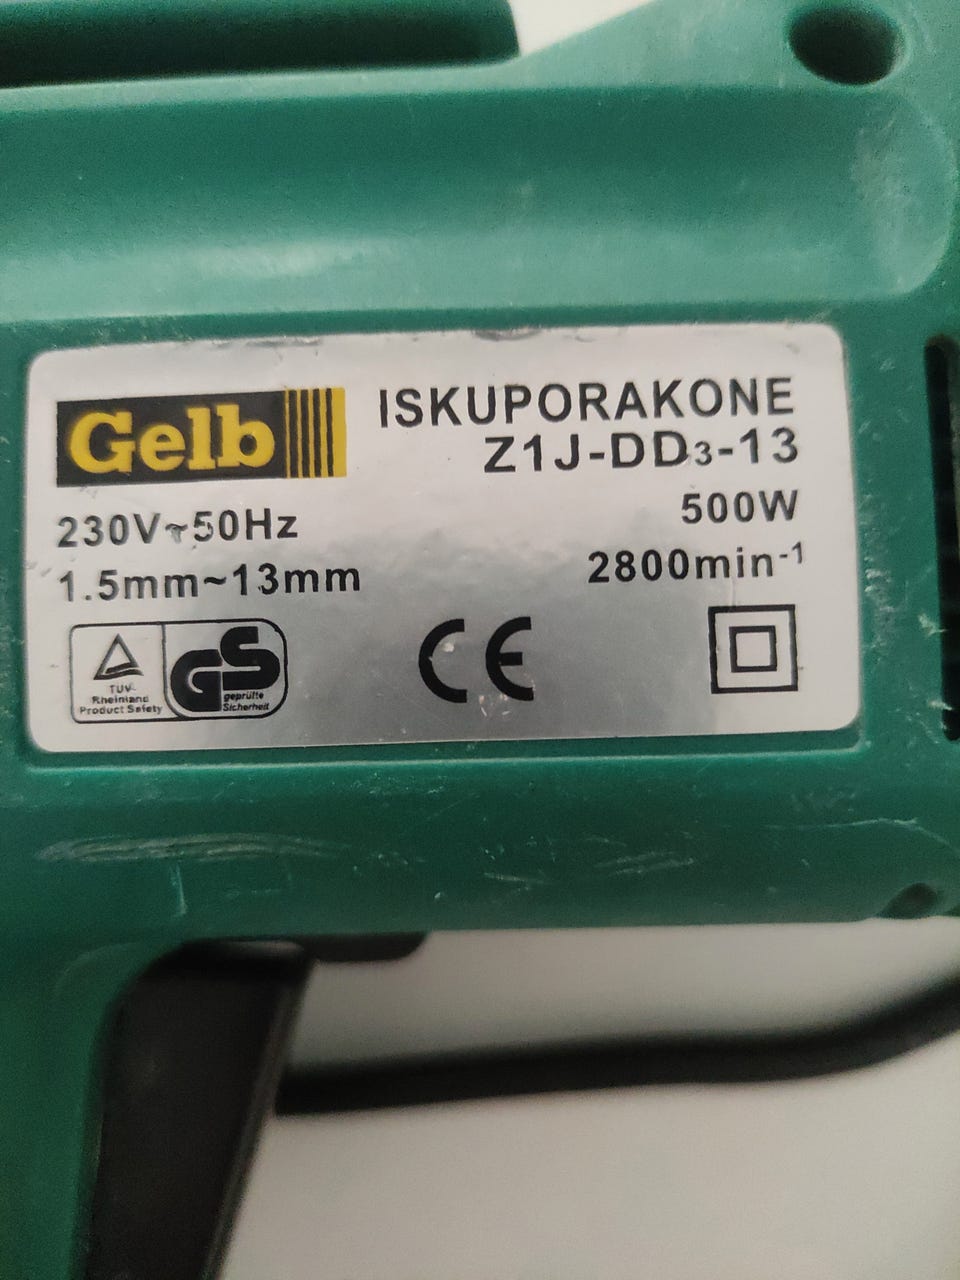 Gelb
ISKUPORAKONE
Z1J-DD3-13
230V~50Hz
500W
1.5mm~13mm
2800min⁻¹
TÜV
Rheinland
Product Safety
GS
geprüfte
Sicherheit
CE